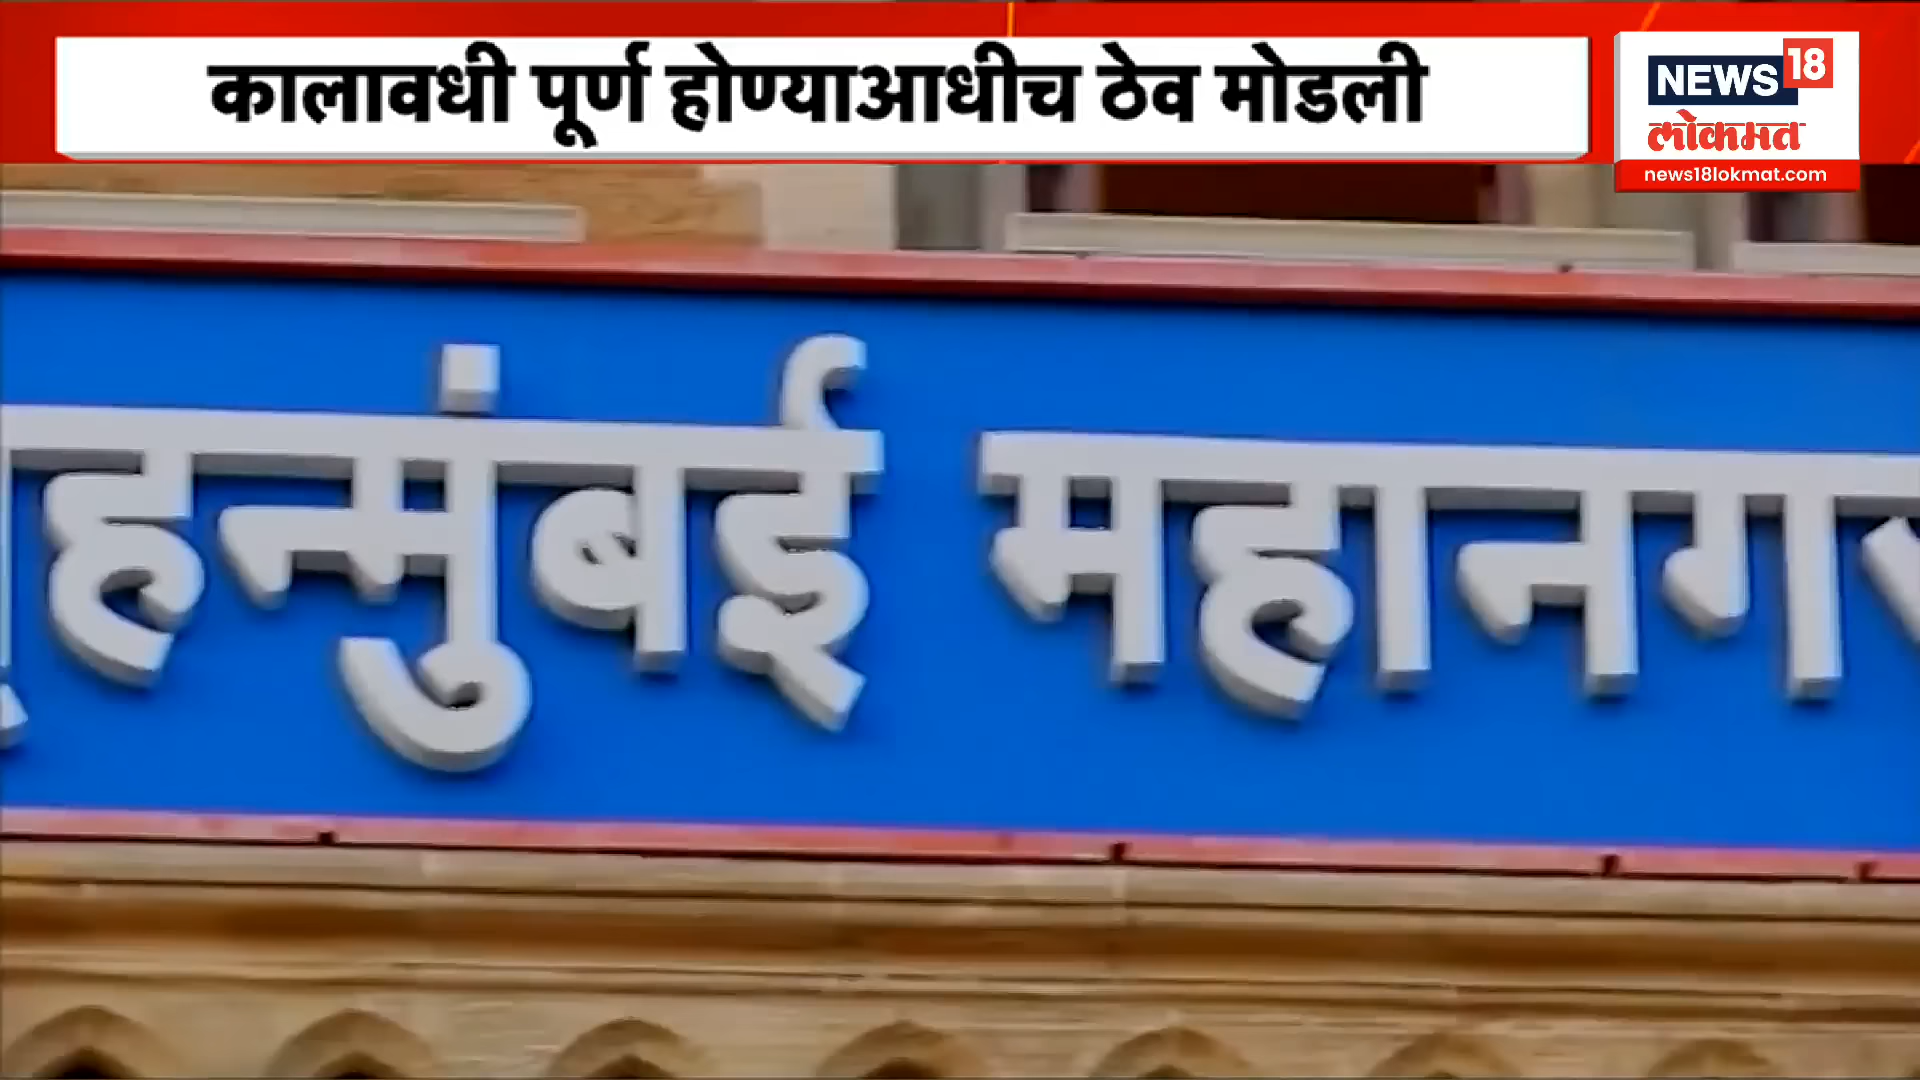 कालावधी पूर्ण होण्याआधीच ठेव मोडली
NEWS18
लोकमत
news18lokmat.com
हन्मुंबई महानग